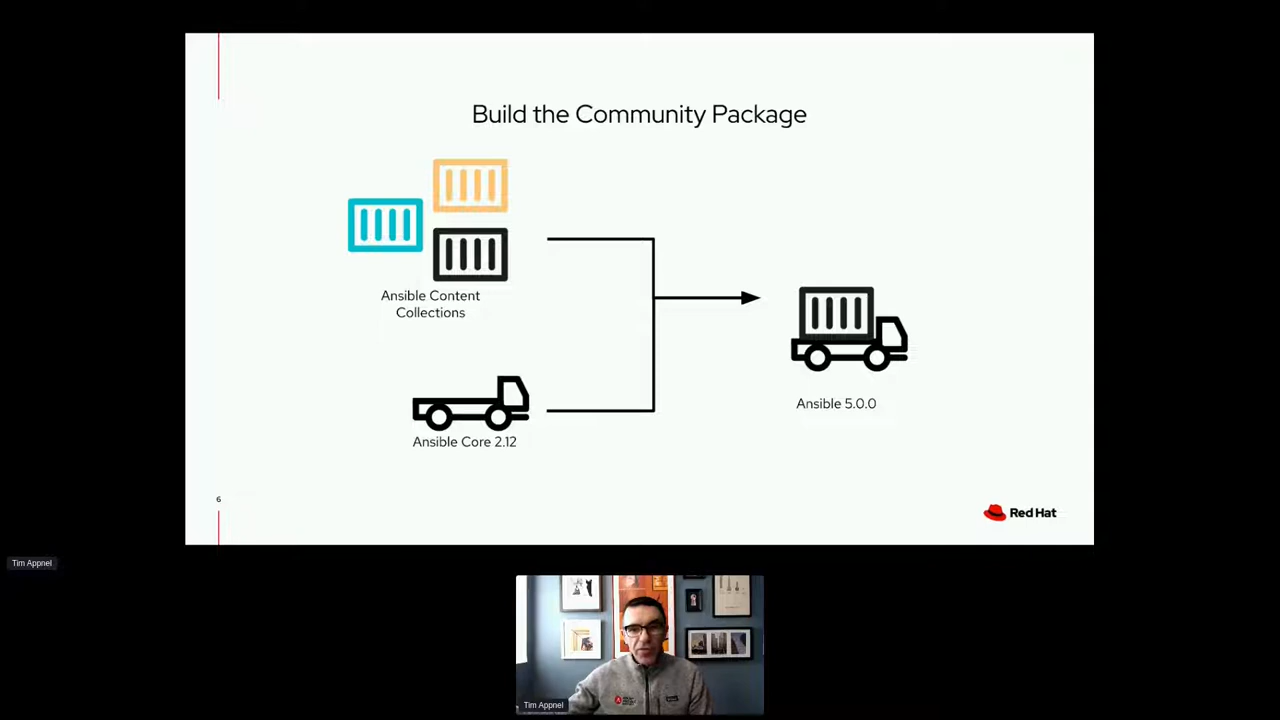 Build the Community Package
Ansible Content
Collections
Ansible Core 2.12
Ansible 5.0.0
6
Red Hat
Tim Appnel
Tim Appnel